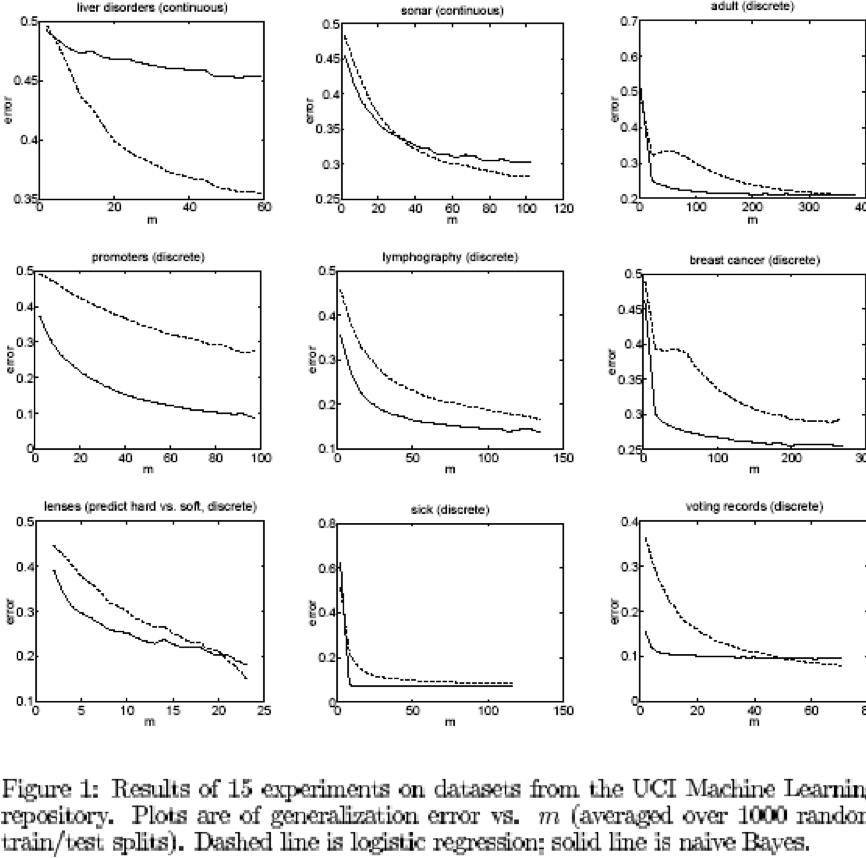 liver disorders (continuous)
0.5
0.45
0.4
0.35
error
0 20 40 60
m
sonar (continuous)
0.5
0.45
0.4
0.35
0.3
0.25
error
0 20 40 60 80 100 120
m
adult (discrete)
0.7
0.6
0.5
0.4
0.3
0.2
error
0 100 200 300
m
promoters (discrete)
0.5
0.4
0.3
0.2
0.1
0
error
0 20 40 60 80 100
m
lymphography (discrete)
0.5
0.4
0.3
0.2
0.1
error
0 50 100 150
m
breast cancer (discrete)
0.5
0.45
0.4
0.35
0.3
0.25
error
0 100 200
m
lenses (predict hard vs. soft, discrete)
0.5
0.4
0.3
0.2
0.1
error
0 5 10 15 20 25
m
sick (discrete)
0.8
0.6
0.4
0.2
0
error
0 50 100 150
m
voting records (discrete)
0.4
0.3
0.2
0.1
0
error
0 20 40 60
m
Figure 1: Results of 15 experiments on datasets from the UCI Machine Learning
repository. Plots are of generalization error vs. m (averaged over 1000 random
train/test splits). Dashed line is logistic regression; solid line is naive Bayes.